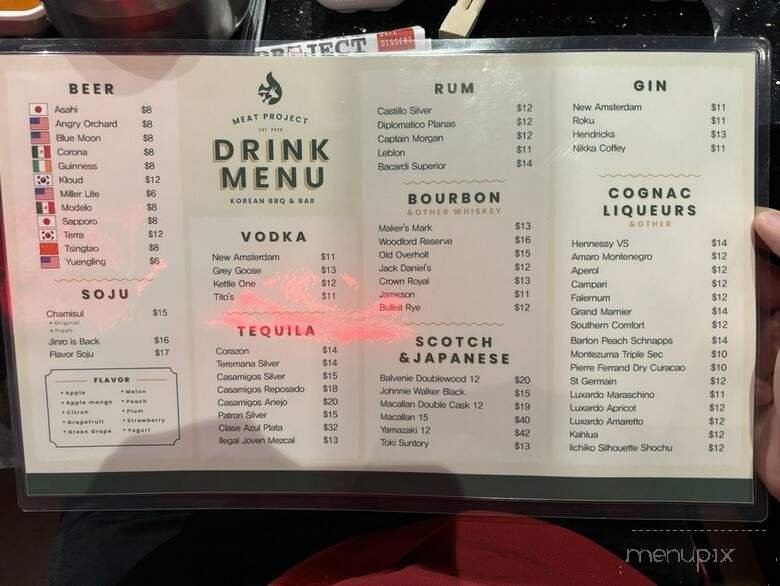 PROJECT
CAFE
DESSERT
BEER
Asahi $8
Angry Orchard $8
Blue Moon $8
Corona $8
Guinness $8
Kloud $12
Miller Lite $6
Modelo $8
Sapporo $8
Terra $12
Tsingtao $8
Yuengling $6
SOJU
Chamisul $15
• Original
• Fresh
Jinro is Back $16
Flavor Soju $17
FLAVOR
• Apple
• Apple mango
• Citron
• Grapefruit
• Green Grape
• Melon
• Peach
• Plum
• Strawberry
• Yogurt
MEAT PROJECT
DRINK
MENU
KOREAN BBQ & BAR
VODKA
New Amsterdam $11
Grey Goose $13
Kettle One $12
Tito's $11
TEQUILA
Corazon $14
Teremana Silver $14
Casamigos Silver $15
Casamigos Reposado $18
Casamigos Anejo $20
Patron Silver $15
Clase Azul Plata $32
Ilegal Joven Mezcal $13
RUM
Castillo Silver $12
Diplomatico Planas $12
Captain Morgan $12
Leblon $11
Bacardi Superior $14
BOURBON
& OTHER WHISKEY
Maker's Mark $13
Woodford Reserve $16
Old Overholt $15
Jack Daniel's $12
Crown Royal $13
Jameson $11
Bulleit Rye $12
SCOTCH
&JAPANESE
Balvenie Doublewood 12 $20
Johnnie Walker Black $15
Macallan Double Cask 12 $19
Macallan 15 $40
Yamazaki 12 $42
Toki Suntory $13
GIN
New Amsterdam $11
Roku $11
Hendricks $13
Nikka Coffey $11
COGNAC
LIQUEURS
& OTHER
Hennessy VS $14
Amaro Montenegro $12
Aperol $12
Campari $12
Falernum $12
Grand Marnier $14
Southern Comfort $12
Barton Peach Schnapps $14
Montezuma Triple Sec $10
Pierre Ferrand Dry Curacao $10
St Germain $12
Luxardo Maraschino $11
Luxardo Apricot $12
Luxardo Amaretto $12
Kahlua $12
Iichiko Silhouette Shochu $12
menupix